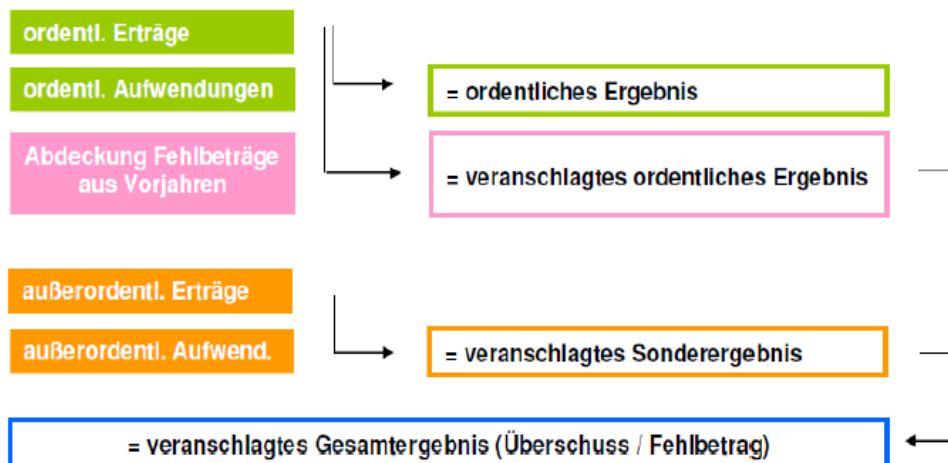 ordentl. Erträge
ordentl. Aufwendungen
= ordentliches Ergebnis
Abdeckung Fehlbeträge
aus Vorjahren
= veranschlagtes ordentliches Ergebnis
außerordentl. Erträge
außerordentl. Aufwend.
= veranschlagtes Sonderergebnis
= veranschlagtes Gesamtergebnis (Überschuss / Fehlbetrag)